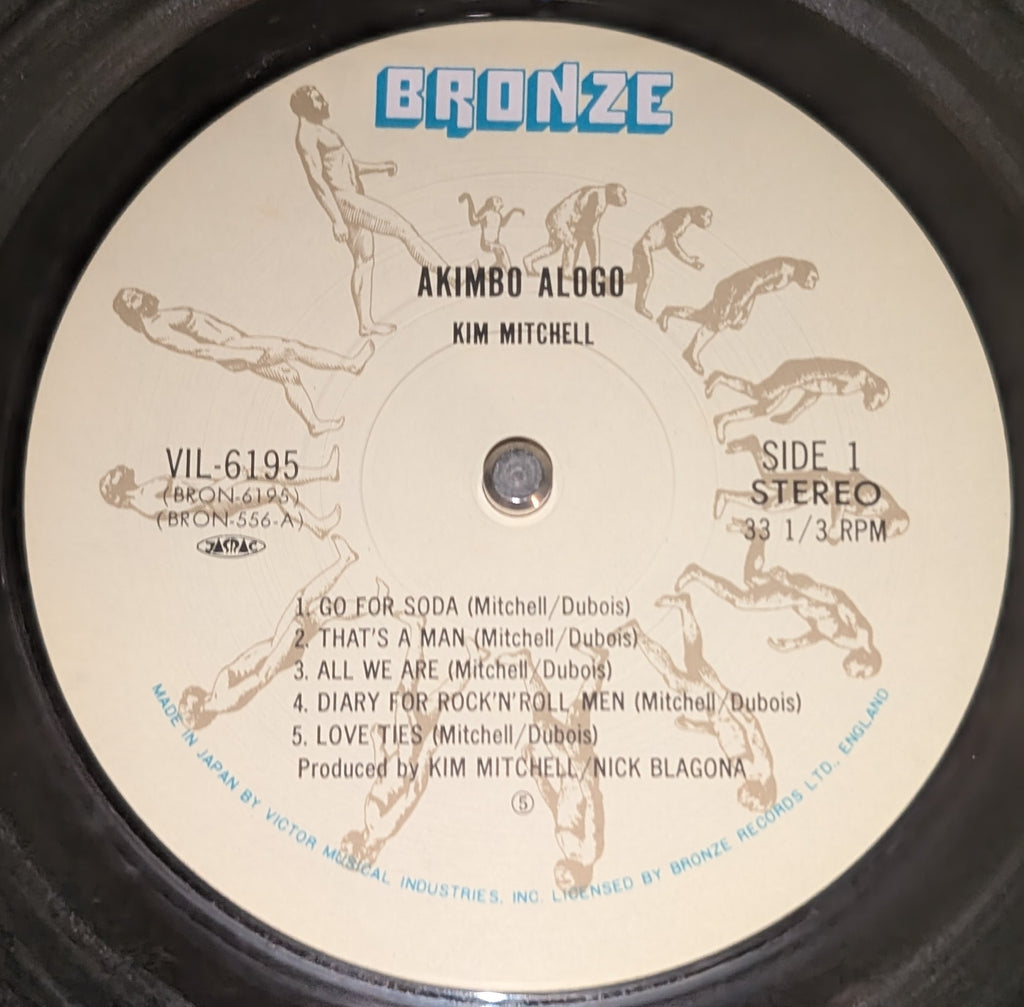 BRONZE
AKIMBO ALOGO
KIM MITCHELL
VIL-6195
(BRON-6195)
(BRON-556-A)
JASRAC
SIDE 1
STEREO
33 1/3 RPM
1. GO FOR SODA (Mitchell/Dubois)
2. THAT'S A MAN (Mitchell/Dubois)
3. ALL WE ARE (Mitchell/Dubois)
4. DIARY FOR ROCK'N'ROLL MEN (Mitchell/Dubois)
5. LOVE TIES (Mitchell/Dubois)
Produced by KIM MITCHELL/NICK BLAGONA
⑤
MADE IN JAPAN BY VICTOR MUSICAL INDUSTRIES, INC. LICENSED BY BRONZE RECORDS LTD., ENGLAND